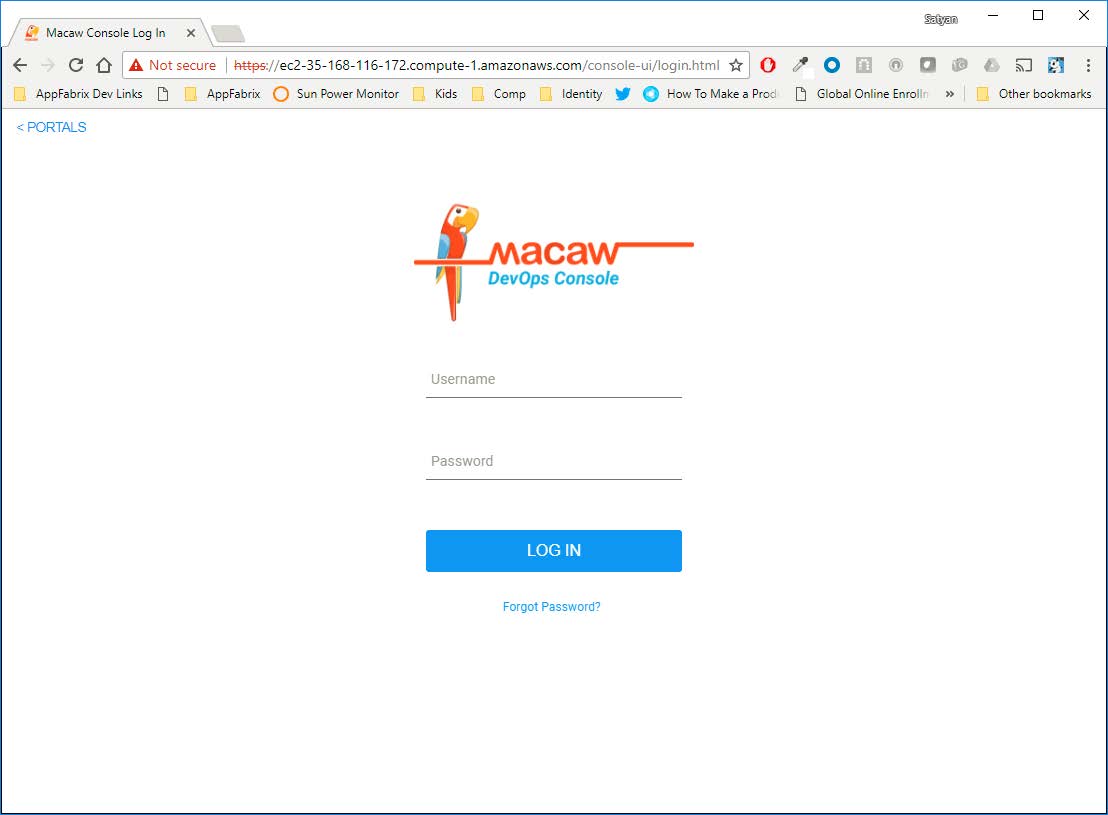 Satyan
Macaw Console Log In
Not secure https://ec2-35-168-116-172.compute-1.amazonaws.com/console-ui/login.html
AppFabrix Dev Links AppFabrix Sun Power Monitor Kids Comp Identity How To Make a Prod Global Online Enrolln » Other bookmarks
< PORTALS
macaw
DevOps Console
Username
Password
LOG IN
Forgot Password?